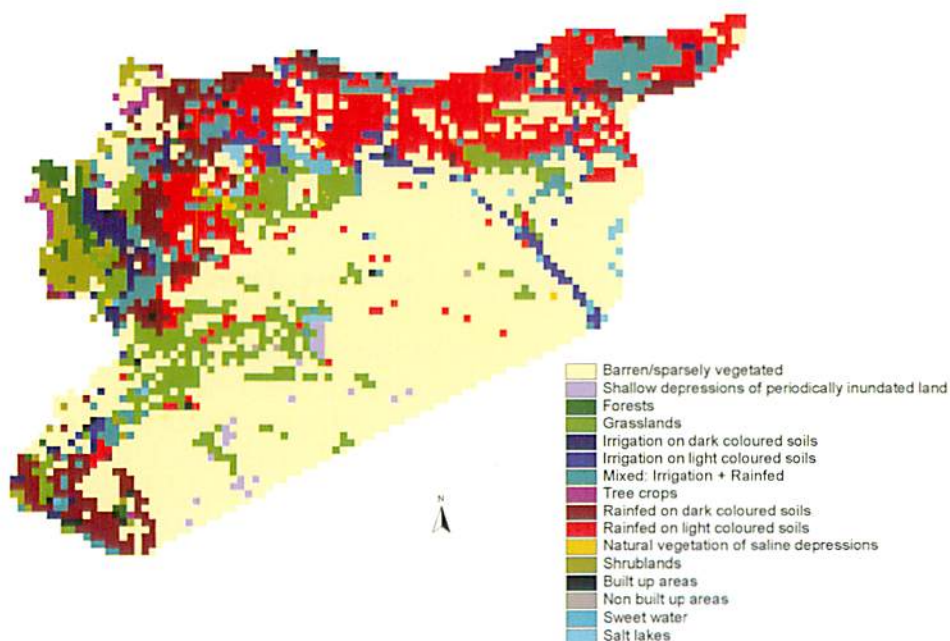 N
Barren/sparsely vegetated
Shallow depressions of periodically inundated land
Forests
Grasslands
Irrigation on dark coloured soils
Irrigation on light coloured soils
Mixed: Irrigation + Rainfed
Tree crops
Rainfed on dark coloured soils
Rainfed on light coloured soils
Natural vegetation of saline depressions
Shrublands
Built up areas
Non built up areas
Sweet water
Salt lakes